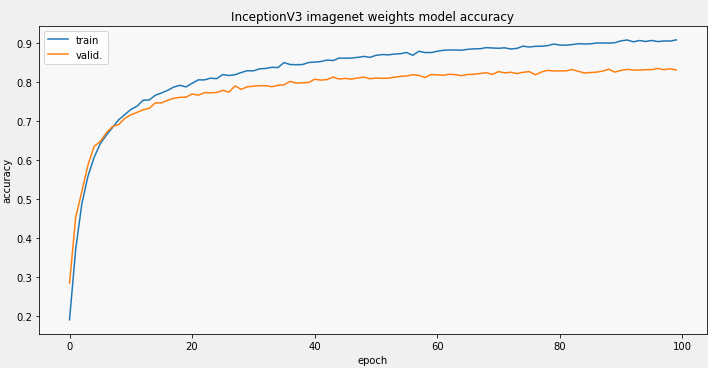 InceptionV3 imagenet weights model accuracy
train
valid.
accuracy
0.9
0.8
0.7
0.6
0.5
0.4
0.3
0.2
0 20 40 60 80 100
epoch